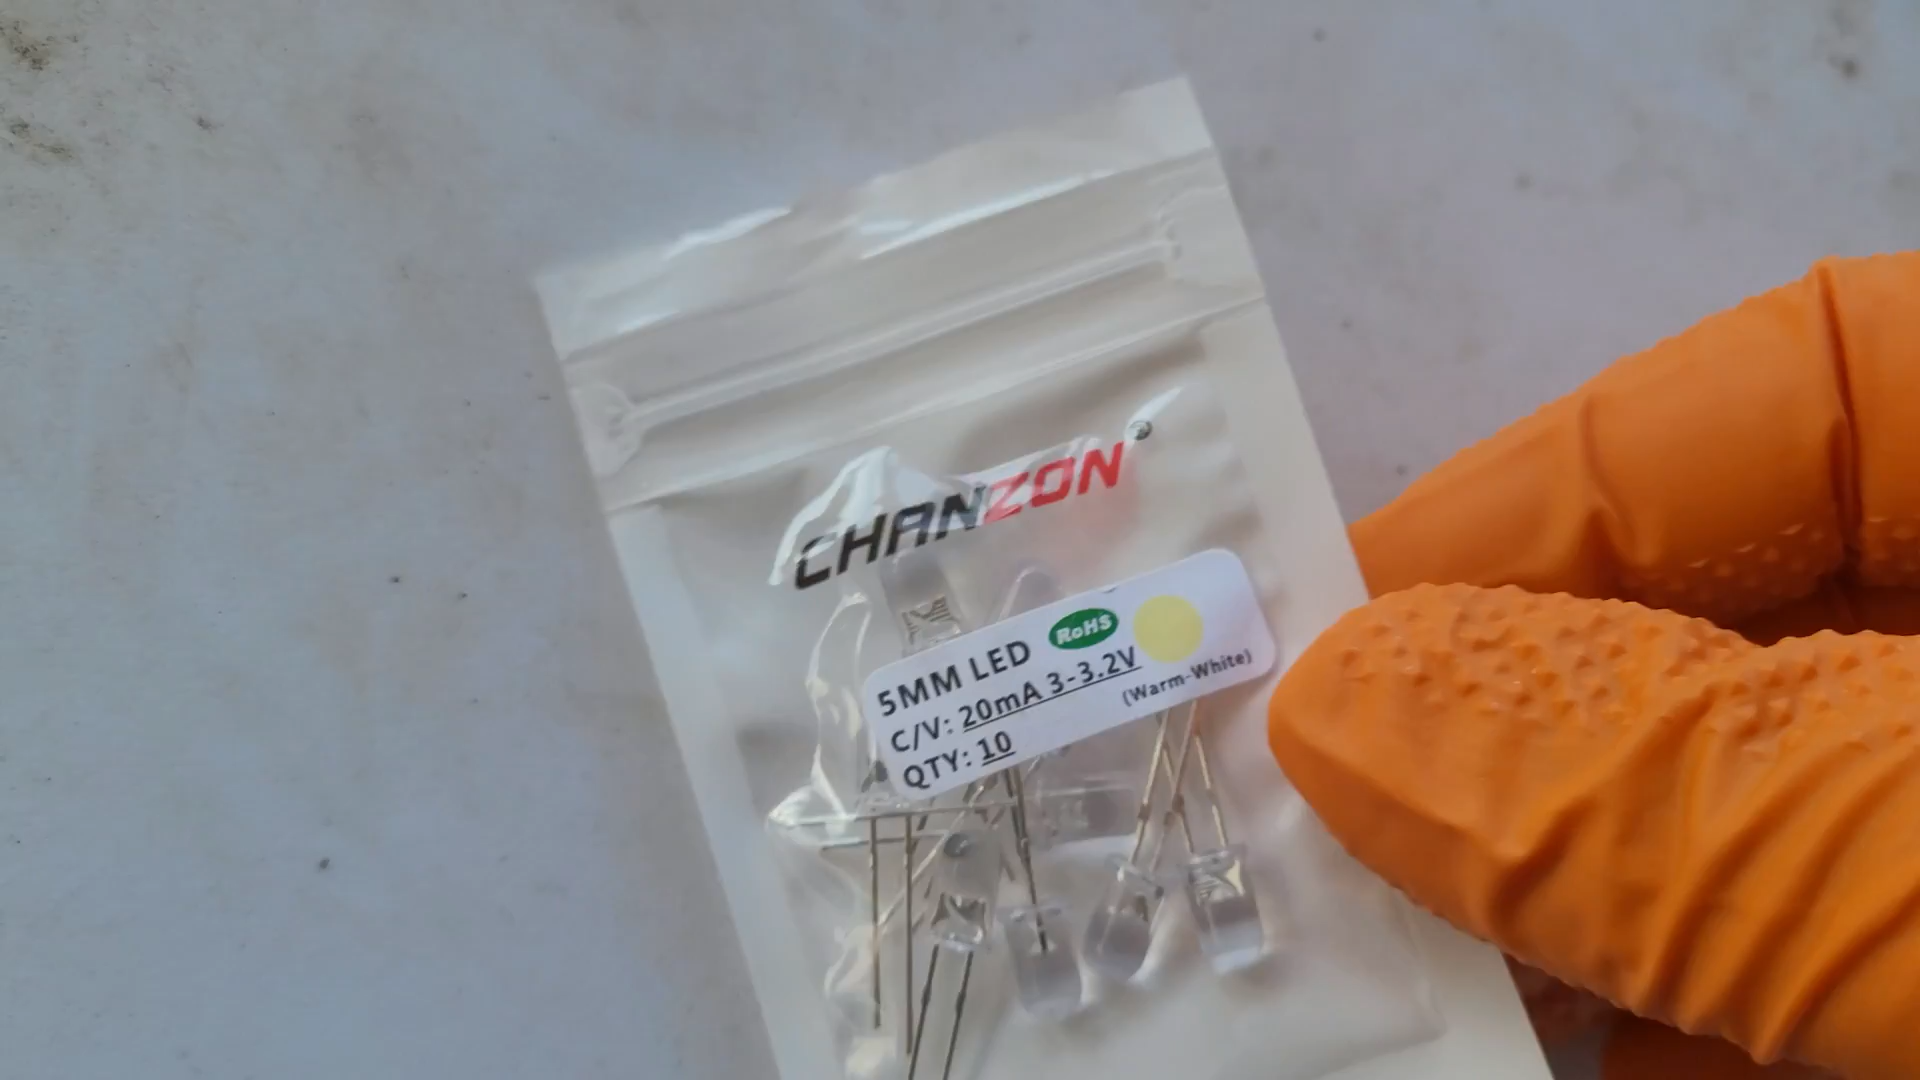 CHANZON®
5MM LED RoHS
C/V: 20mA 3-3.2V
(Warm-White)
QTY: 10